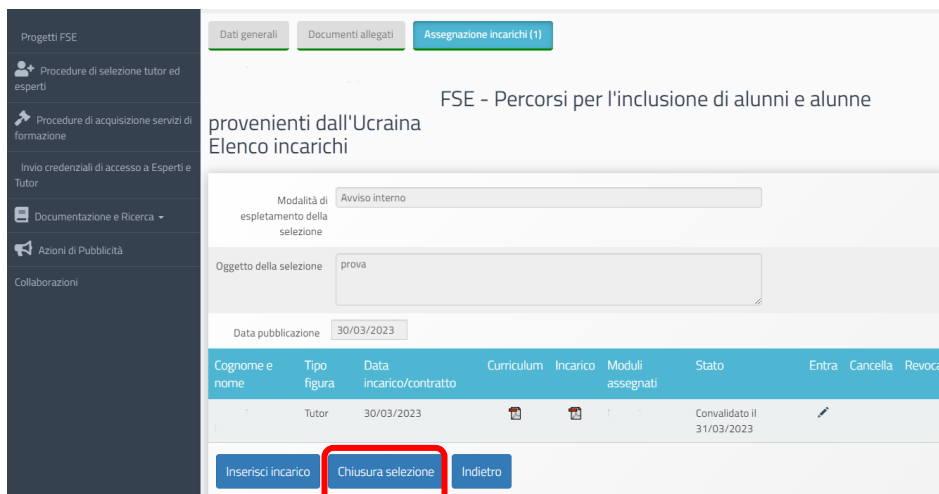 Progetti FSE
Procedure di selezione tutor ed
esperti
Procedure di acquisizione servizi di
formazione
Invio credenziali di accesso a Esperti e
Tutor
Documentazione e Ricerca
Azioni di Pubblicità
Collaborazioni
Dati generali
Documenti allegati
Assegnazione incarichi (1)
FSE - Percorsi per l'inclusione di alunni e alunne
provenienti dall'Ucraina
Elenco incarichi
Modalità di
espletamento della
selezione
Avviso interno
Oggetto della selezione
prova
Data pubblicazione
30/03/2023
Cognome e
nome
Tipo
figura
Data
incarico/contratto
Curriculum
Incarico
Moduli
assegnati
Stato
Entra
Cancella
Revoca
Tutor
30/03/2023
Convalidato il
31/03/2023
Inserisci incarico
Chiusura selezione
Indietro